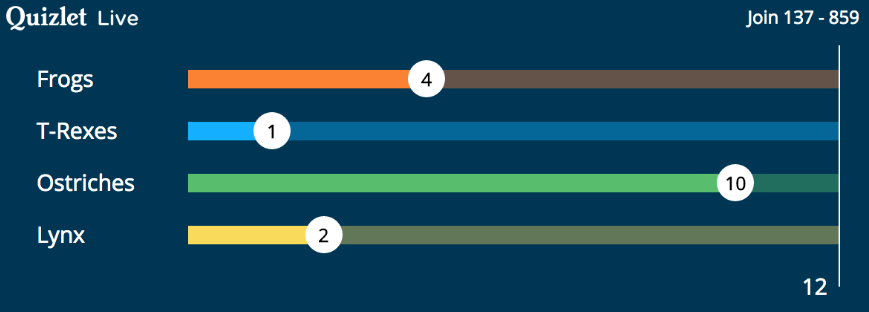 Quizlet Live
Join 137 - 859
Frogs 4
T-Rexes 1
Ostriches 10
Lynx 2
12